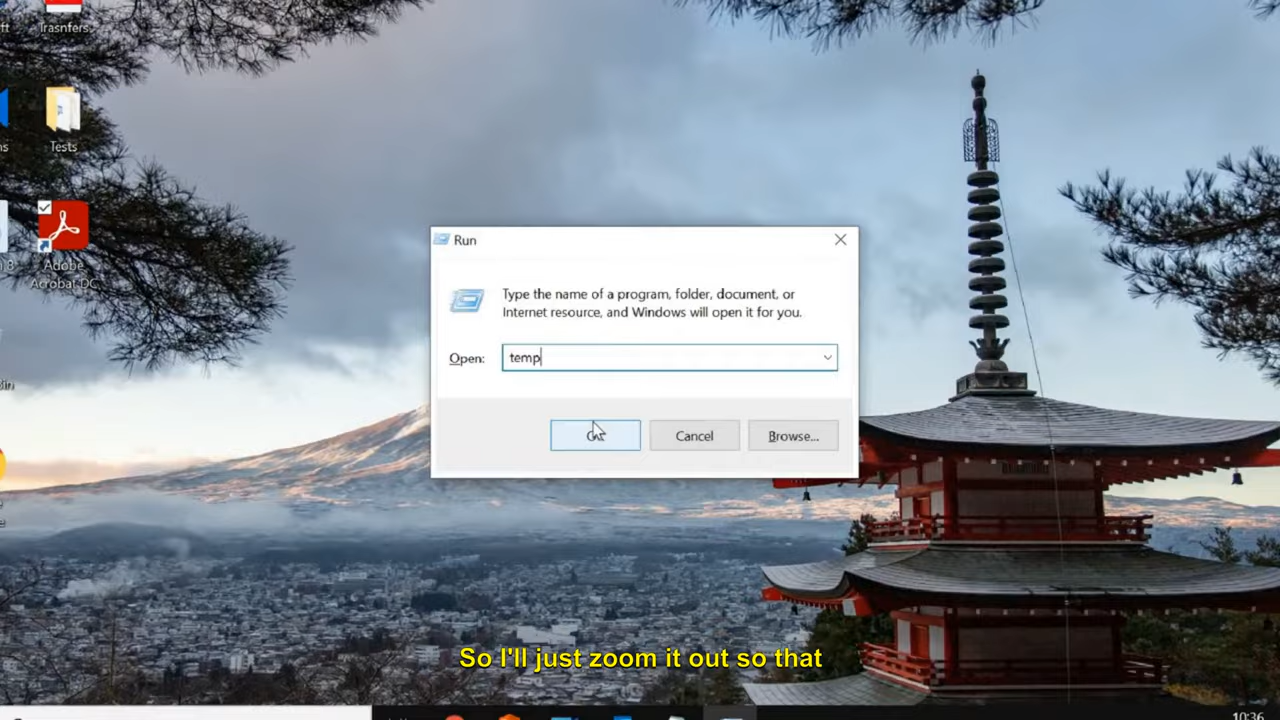 Trasnfers
Tests
Adobe
Acrobat DC
Run
Type the name of a program, folder, document, or
Internet resource, and Windows will open it for you.
Open:
temp
Cancel
Browse...
So I'll just zoom it out so that
10:36